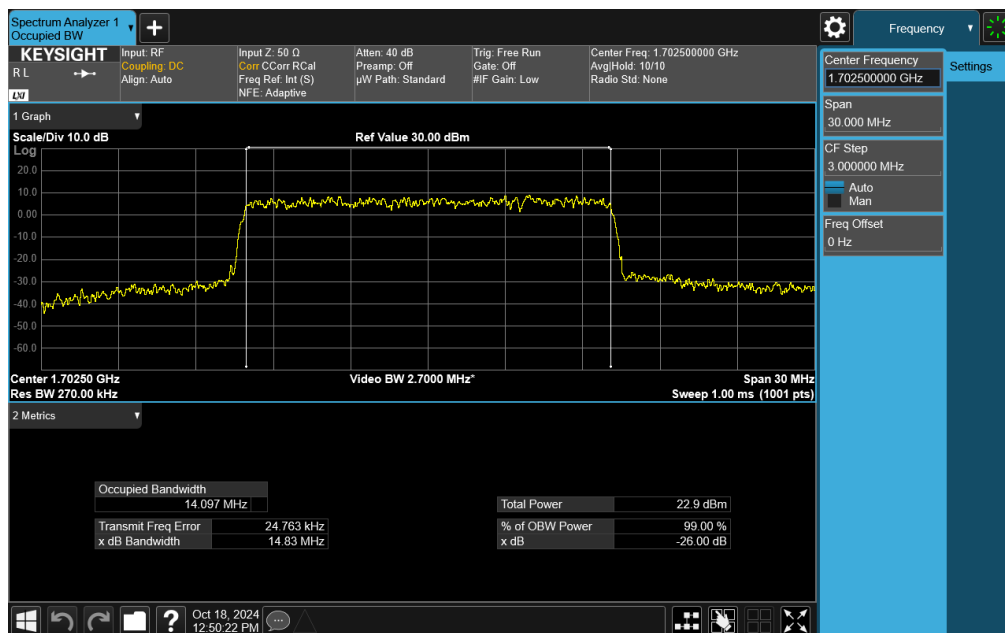 Spectrum Analyzer 1
Occupied BW
+
Frequency
KEYSIGHT
R L
LXI
Input: RF
Coupling: DC
Align: Auto
Input Z: 50 Ω
Corr CCorr RCal
Freq Ref: Int (S)
NFE: Adaptive
Atten: 40 dB
Preamp: Off
µW Path: Standard
Trig: Free Run
Gate: Off
#IF Gain: Low
Center Freq: 1.702500000 GHz
Avg|Hold: 10/10
Radio Std: None
Center Frequency
1.702500000 GHz
Settings
Span
30.000 MHz
CF Step
3.000000 MHz
Auto
Man
Freq Offset
0 Hz
1 Graph
Scale/Div 10.0 dB
Ref Value 30.00 dBm
Log
20.0
10.0
0.00
-10.0
-20.0
-30.0
-40.0
-50.0
-60.0
Center 1.70250 GHz
Video BW 2.7000 MHz*
Span 30 MHz
Res BW 270.00 kHz
Sweep 1.00 ms (1001 pts)
2 Metrics
Occupied Bandwidth
14.097 MHz
Total Power 22.9 dBm
Transmit Freq Error 24.763 kHz
% of OBW Power 99.00 %
x dB Bandwidth 14.83 MHz
x dB -26.00 dB
?
Oct 18, 2024
12:50:22 PM